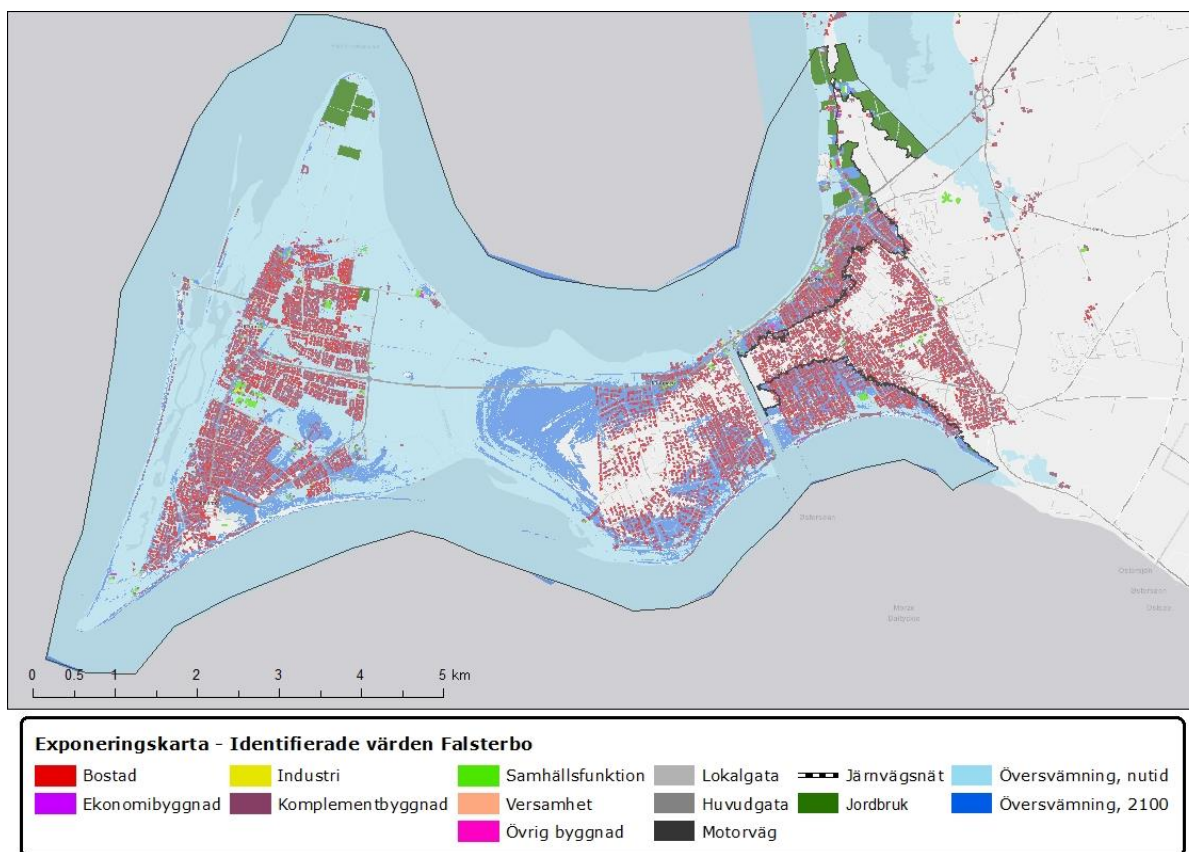 0 0.5 1 2 3 4 5 km
Exponeringskarta - Identifierade värden Falsterbo
Bostad Industri Samhällsfunktion Lokalgata Järnvägsnät Översvämning, nutid
Ekonomibyggnad Komplementbyggnad Versamhet Huvudgata Jordbruk Översvämning, 2100
Övrig byggnad Motorväg